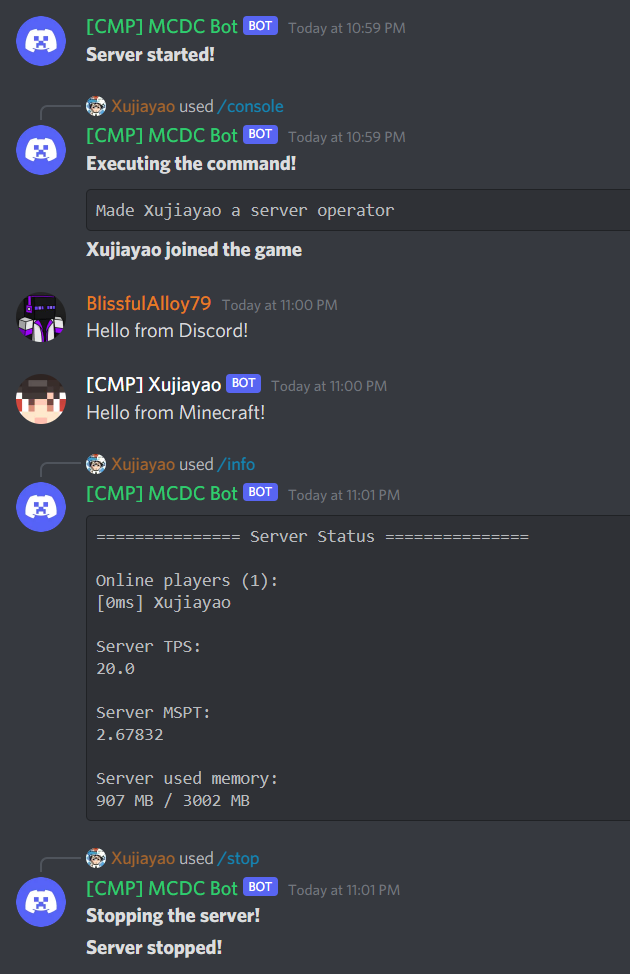 [CMP] MCDC Bot BOT Today at 10:59 PM
Server started!
Xujiayao used /console
[CMP] MCDC Bot BOT Today at 10:59 PM
Executing the command!
Made Xujiayao a server operator
Xujiayao joined the game
BlissfulAlloy79 Today at 11:00 PM
Hello from Discord!
[CMP] Xujiayao BOT Today at 11:00 PM
Hello from Minecraft!
Xujiayao used /info
[CMP] MCDC Bot BOT Today at 11:01 PM
=============== Server Status ===============
Online players (1):
[0ms] Xujiayao
Server TPS:
20.0
Server MSPT:
2.67832
Server used memory:
907 MB / 3002 MB
Xujiayao used /stop
[CMP] MCDC Bot BOT Today at 11:01 PM
Stopping the server!
Server stopped!